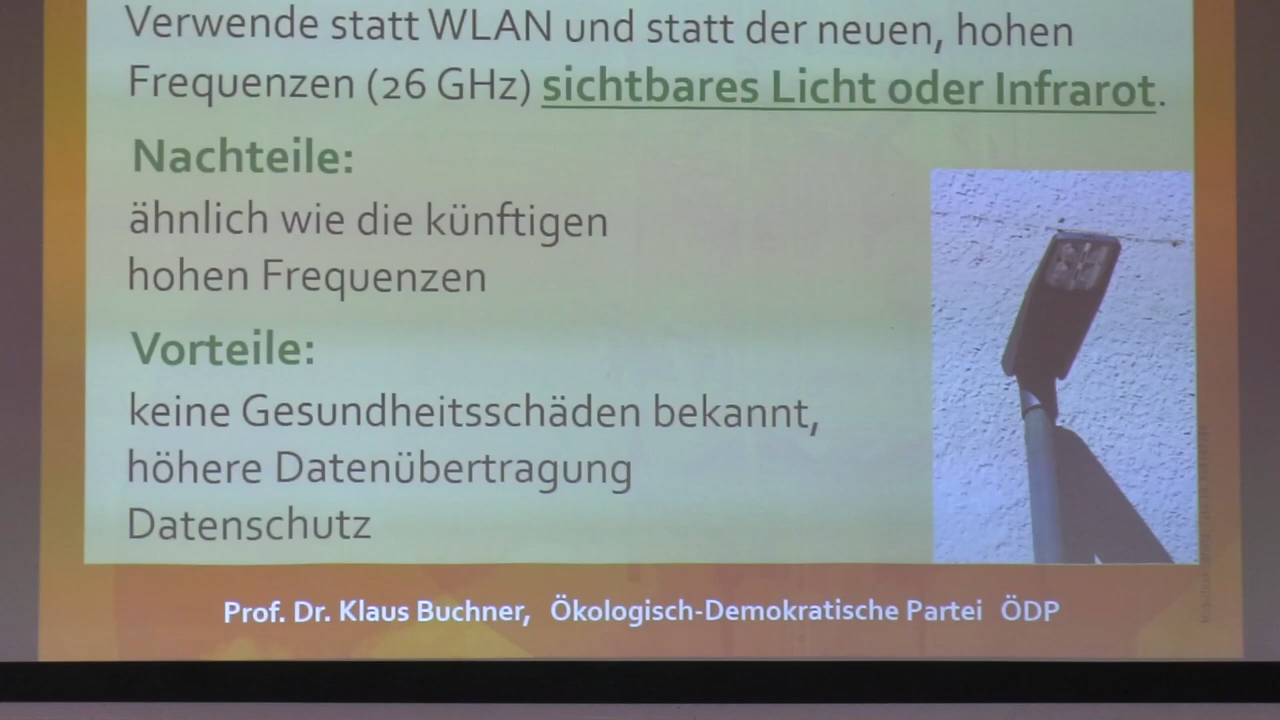 Verwende statt WLAN und statt der neuen, hohen
Frequenzen (26 GHz) sichtbares Licht oder Infrarot.
Nachteile:
ähnlich wie die künftigen
hohen Frequenzen
Vorteile:
keine Gesundheitsschäden bekannt,
höhere Datenübertragung
Datenschutz
Prof. Dr. Klaus Buchner, Ökologisch-Demokratische Partei ÖDP